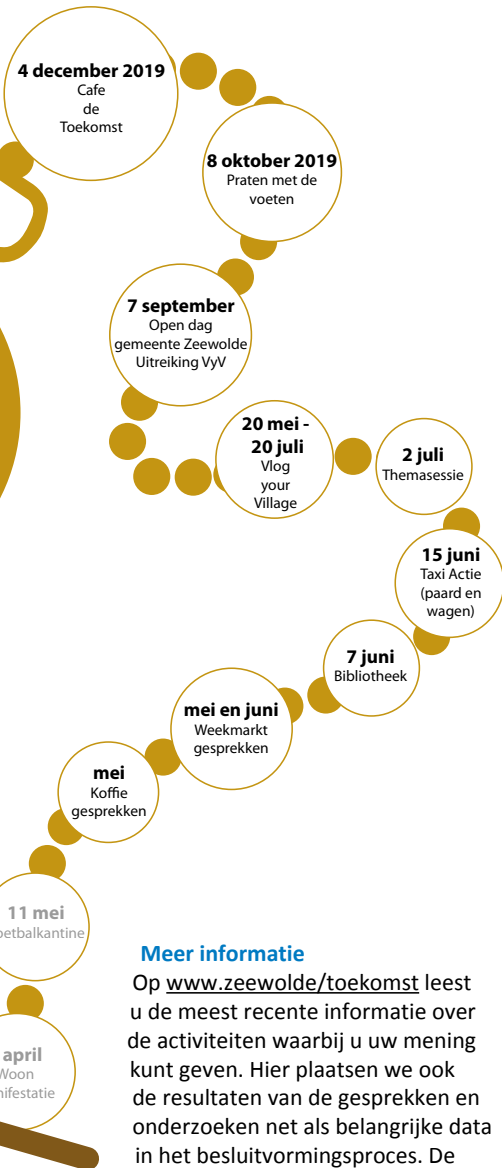 4 december 2019
Cafe
de
Toekomst
8 oktober 2019
Praten met de
voeten
7 september
Open dag
gemeente Zeewolde
Uitreiking VyV
20 mei -
20 juli
Vlog
your
Village
2 juli
Themasessie
15 juni
Taxi Actie
(paard en
wagen)
7 juni
Bibliotheek
mei en juni
Weekmarkt
gesprekken
mei
Koffie
gesprekken
11 mei
april
Woon
Meer informatie
Op www.zeewolde/toekomst leest
u de meest recente informatie over
de activiteiten waarbij u uw mening
kunt geven. Hier plaatsen we ook
de resultaten van de gesprekken en
onderzoeken net als belangrijke data
in het besluitvormingsproces. De